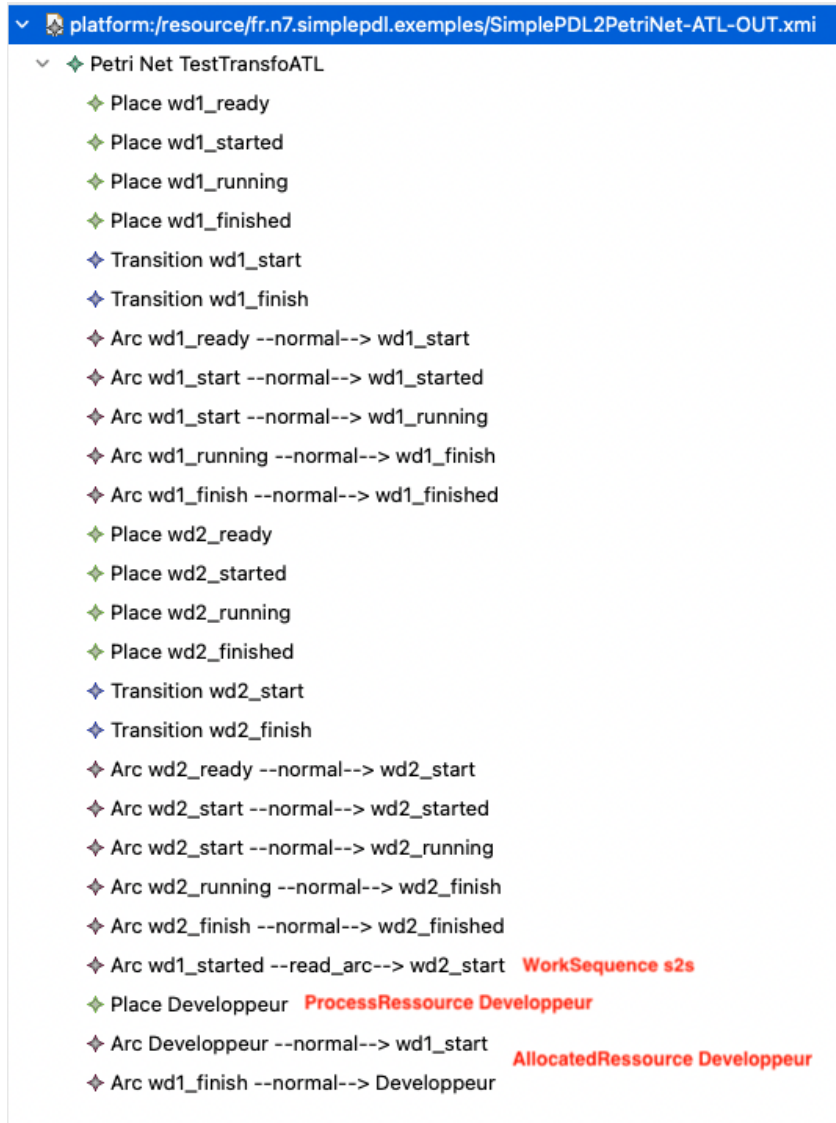 platform:/resource/fr.n7.simplepdl.exemples/SimplePDL2PetriNet-ATL-OUT.xmi
Petri Net TestTransfoATL
Place wd1_ready
Place wd1_started
Place wd1_running
Place wd1_finished
Transition wd1_start
Transition wd1_finish
Arc wd1_ready --normal--> wd1_start
Arc wd1_start --normal--> wd1_started
Arc wd1_start --normal--> wd1_running
Arc wd1_running --normal--> wd1_finish
Arc wd1_finish --normal--> wd1_finished
Place wd2_ready
Place wd2_started
Place wd2_running
Place wd2_finished
Transition wd2_start
Transition wd2_finish
Arc wd2_ready --normal--> wd2_start
Arc wd2_start --normal--> wd2_started
Arc wd2_start --normal--> wd2_running
Arc wd2_running --normal--> wd2_finish
Arc wd2_finish --normal--> wd2_finished
Arc wd1_started --read_arc--> wd2_start WorkSequence s2s
Place Developpeur ProcessRessource Developpeur
Arc Developpeur --normal--> wd1_start
AllocatedRessource Developpeur
Arc wd1_finish --normal--> Developpeur